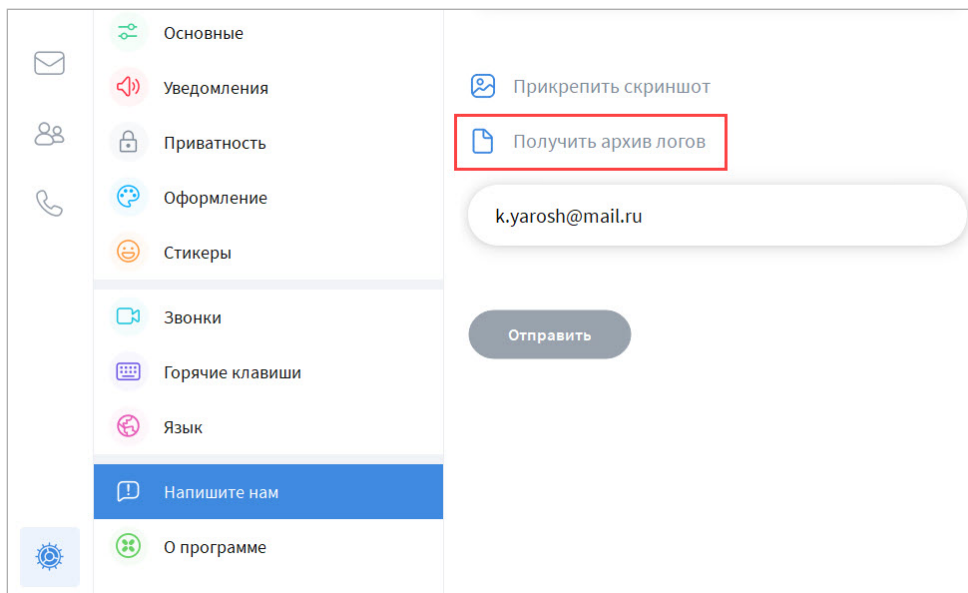 Основные
Уведомления
Приватность
Оформление
Стикеры
Звонки
Горячие клавиши
Язык
Напишите нам
О программе
Прикрепить скриншот
Получить архив логов
k.yarosh@mail.ru
Отправить